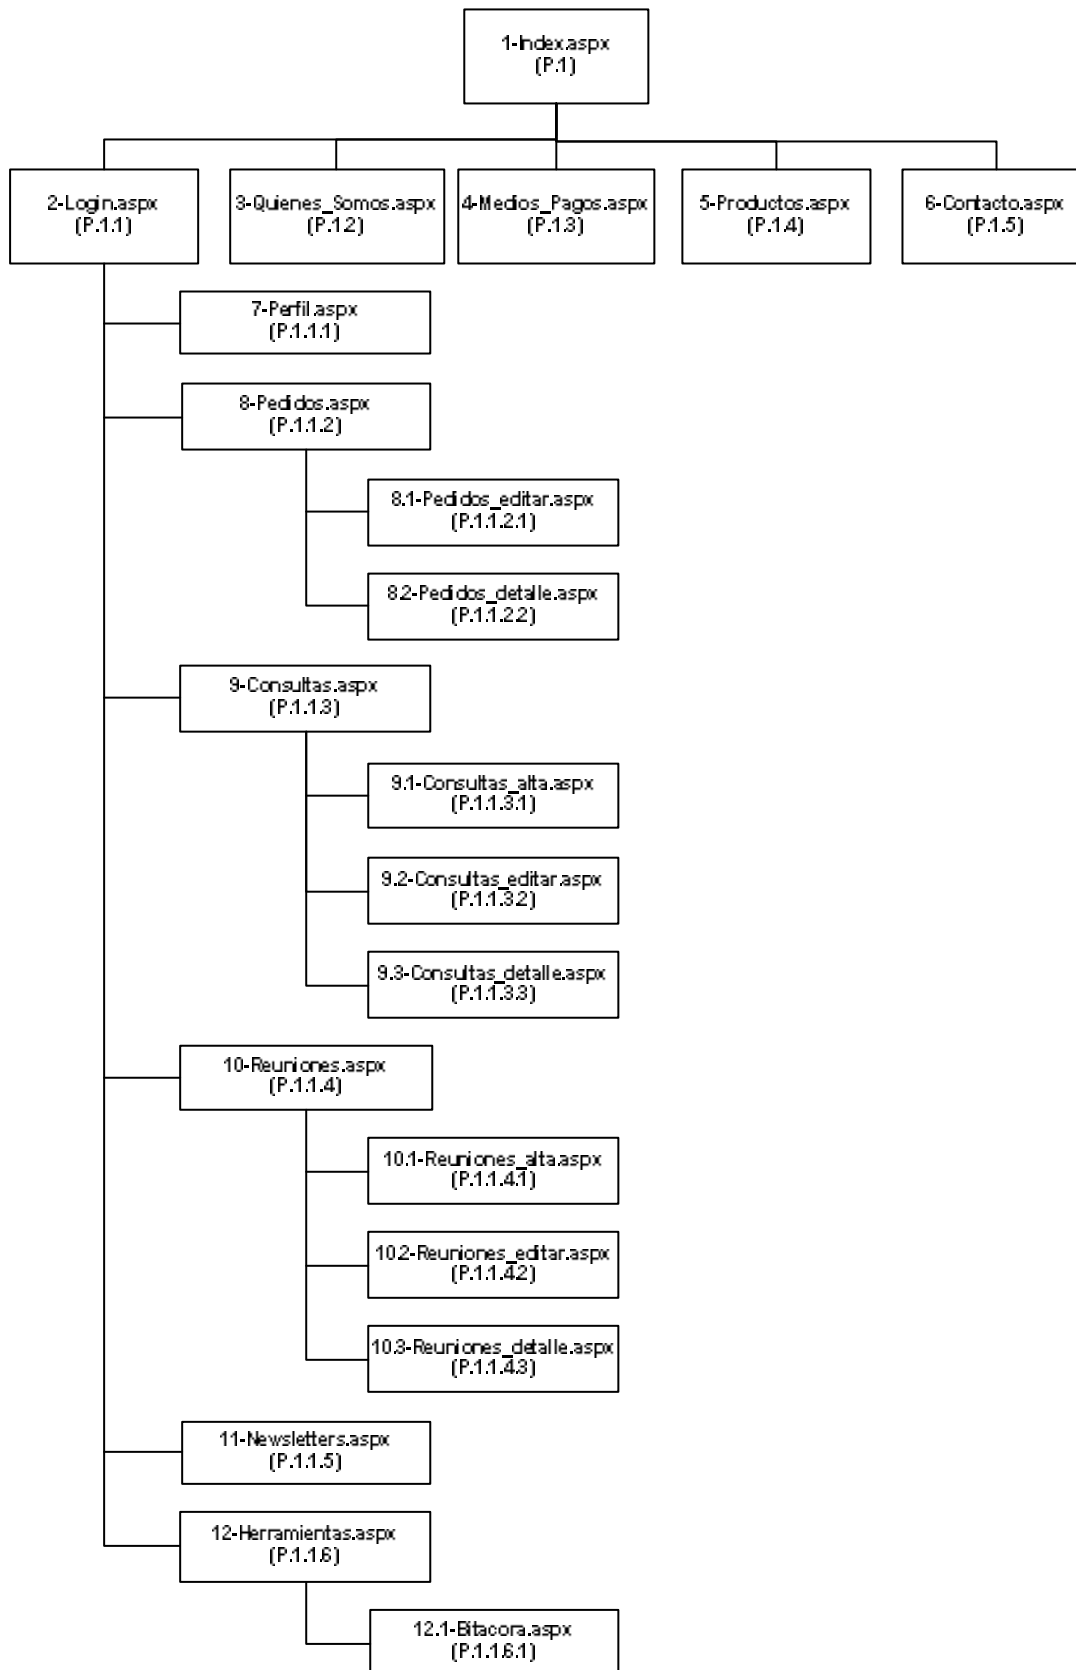 1-Index.aspx
(P.1)
2-Login.aspx
(P.1.1)
3-Quienes_Somos.aspx
(P.1.2)
4-Medios_Pagos.aspx
(P.1.3)
5-Productos.aspx
(P.1.4)
6-Contacto.aspx
(P.1.5)
7-Perfil.aspx
(P.1.1.1)
8-Pedidos.aspx
(P.1.1.2)
8.1-Pedidos_editar.aspx
(P.1.1.2.1)
8.2-Pedidos_detalle.aspx
(P.1.1.2.2)
9-Consultas.aspx
(P.1.1.3)
9.1-Consultas_alta.aspx
(P.1.1.3.1)
9.2-Consultas_editar.aspx
(P.1.1.3.2)
9.3-Consultas_detalle.aspx
(P.1.1.3.3)
10-Reuniones.aspx
(P.1.1.4)
10.1-Reuniones_alta.aspx
(P.1.1.4.1)
10.2-Reuniones_editar.aspx
(P.1.1.4.2)
10.3-Reuniones_detalle.aspx
(P.1.1.4.3)
11-Newsletters.aspx
(P.1.1.5)
12-Herramientas.aspx
(P.1.1.6)
12.1-Bitacora.aspx
(P.1.1.6.1)